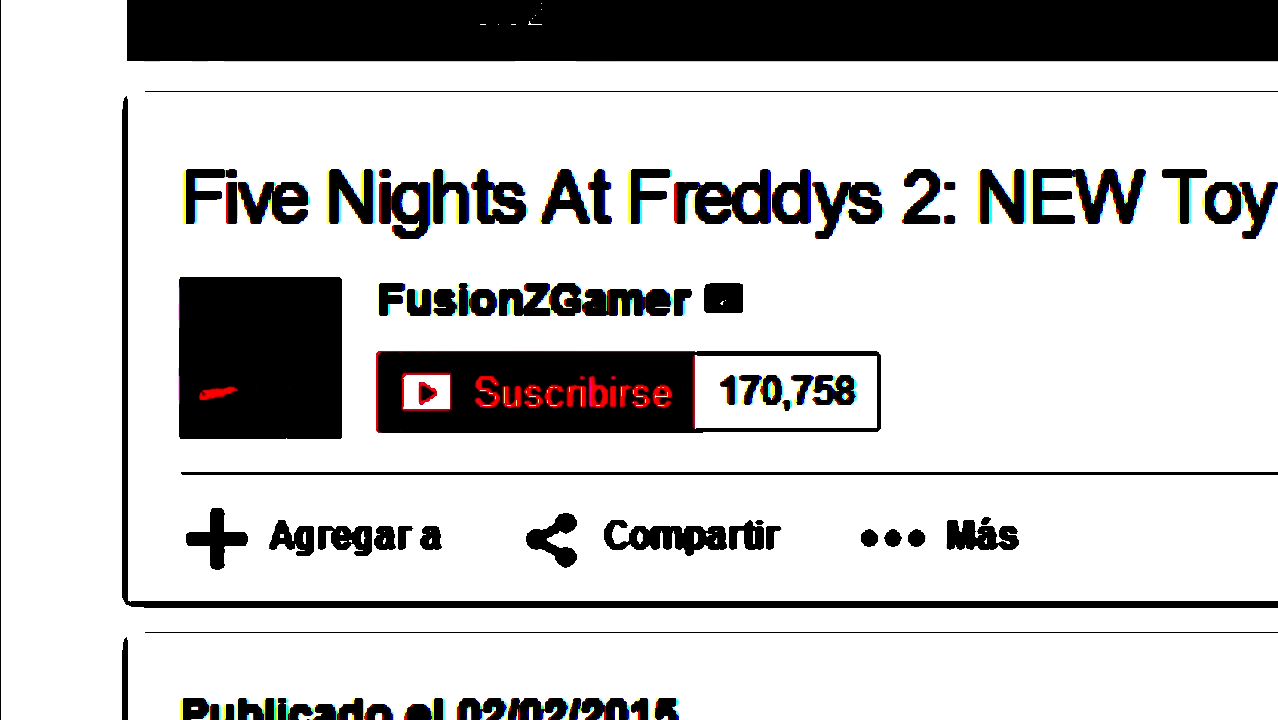 Five Nights At Freddys 2: NEW Toy
FusionZGamer
Suscribirse 170,758
Agregar a Compartir Más
Publicado el 02/02/2015